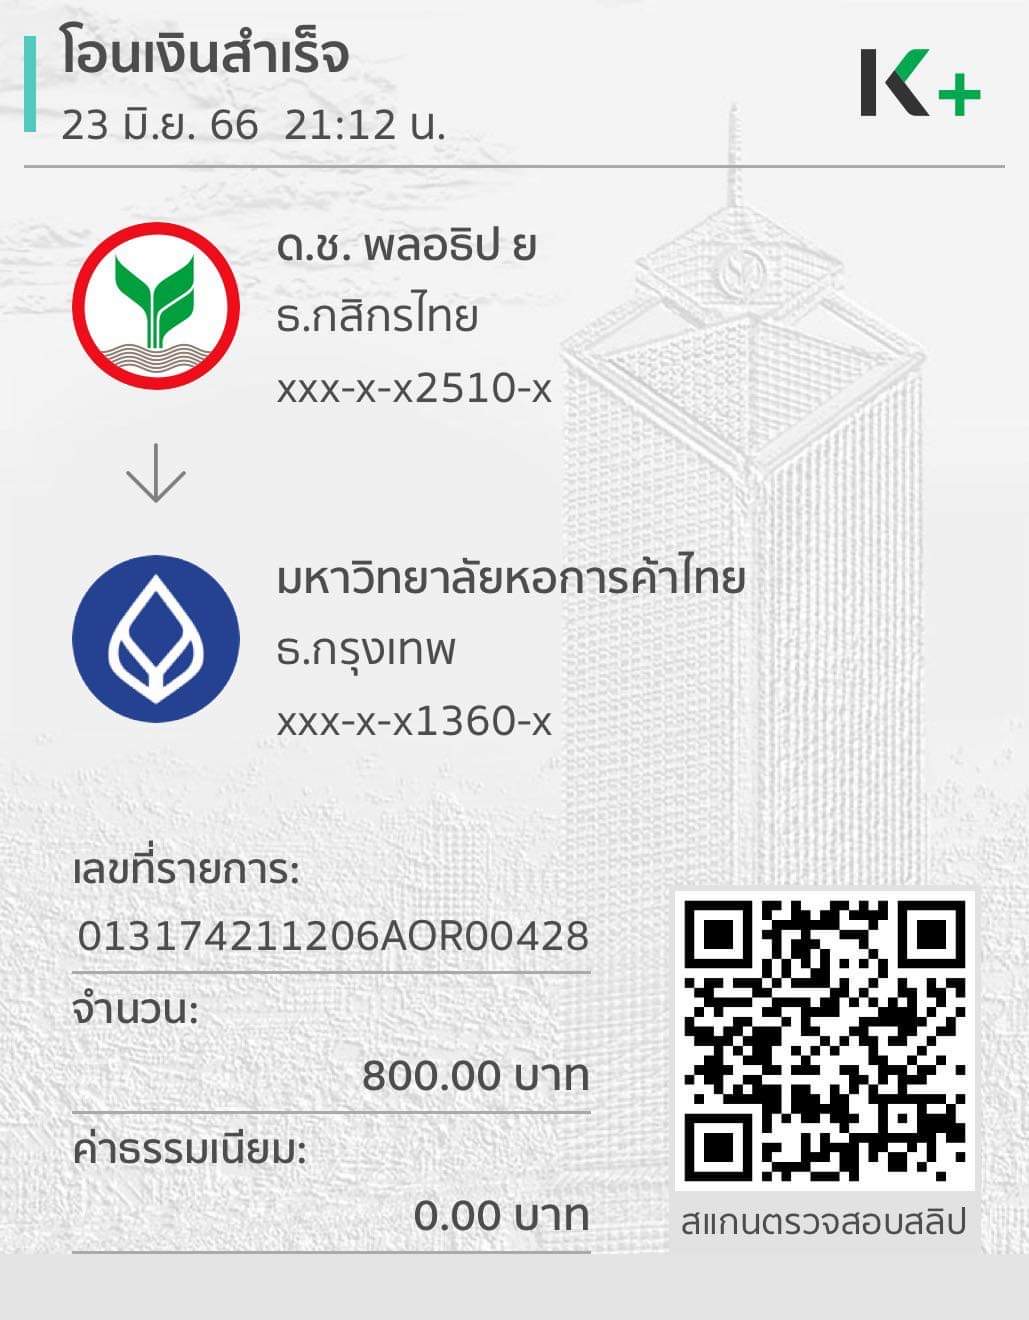 โอนเงินสำเร็จ
23 มิ.ย. 66 21:12 น.
K+
ด.ช. พลอธิป ย
ธ.กสิกรไทย
xxx-x-x2510-x
มหาวิทยาลัยหอการค้าไทย
ธ.กรุงเทพ
xxx-x-x1360-x
เลขที่รายการ:
013174211206AOR00428
จำนวน:
800.00 บาท
ค่าธรรมเนียม:
0.00 บาท
สแกนตรวจสอบสลิป